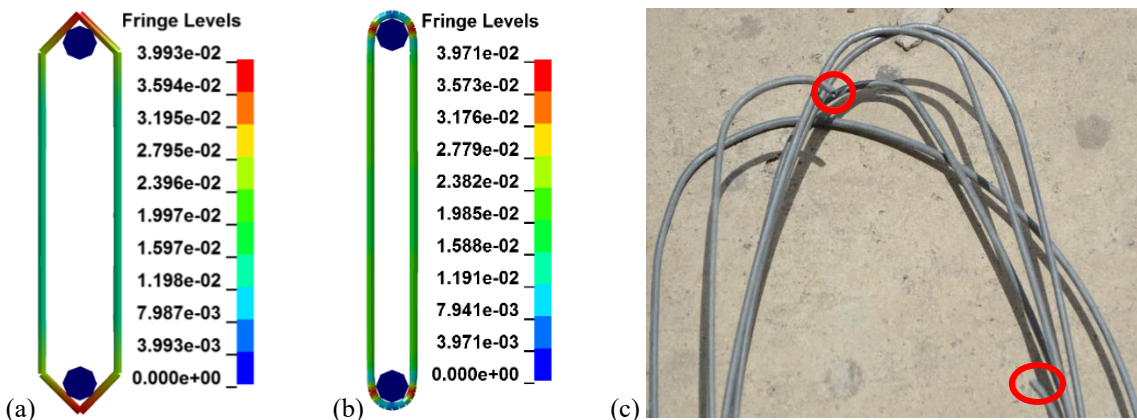 Fringe Levels
3.993e-02
3.594e-02
3.195e-02
2.795e-02
2.396e-02
1.997e-02
1.597e-02
1.198e-02
7.987e-03
3.993e-03
0.000e+00
(a)
Fringe Levels
3.971e-02
3.573e-02
3.176e-02
2.779e-02
2.382e-02
1.985e-02
1.588e-02
1.191e-02
7.941e-03
3.971e-03
0.000e+00
(b)
(c)